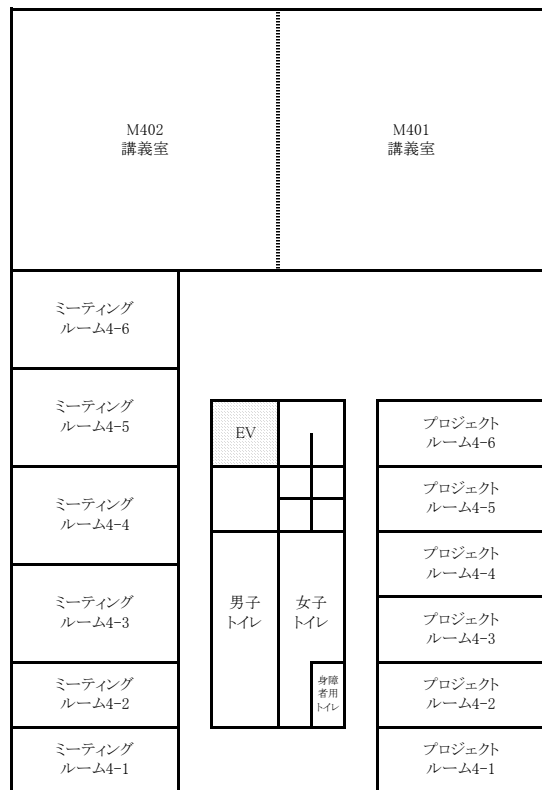 M402
講義室
M401
講義室
ミーティング
ルーム4-6
ミーティング
ルーム4-5
ミーティング
ルーム4-4
ミーティング
ルーム4-3
ミーティング
ルーム4-2
ミーティング
ルーム4-1
EV
男子
トイレ
女子
トイレ
身障
者用
トイレ
プロジェクト
ルーム4-6
プロジェクト
ルーム4-5
プロジェクト
ルーム4-4
プロジェクト
ルーム4-3
プロジェクト
ルーム4-2
プロジェクト
ルーム4-1